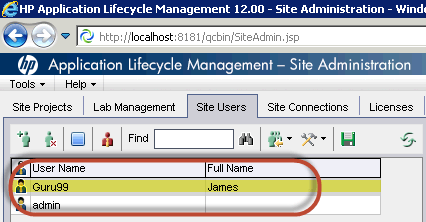 HP Application Lifecycle Management 12.00 - Site Administration - Windo
http://localhost:8181/qcbin/SiteAdmin.jsp
hp Application Lifecycle Management – Site Administration
Tools Help
Site Projects Lab Management Site Users Site Connections Licenses
Find
User Name Full Name
Guru99 James
admin